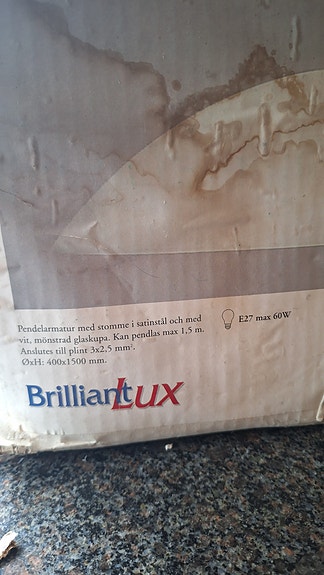 Pendelarmatur med stomme i satinstål och med
vit, mönstrad glaskupa. Kan pendlas max 1,5 m.
Anslutes till plint 3x2,5 mm².
ØxH: 400x1500 mm.
E27 max 60W
BrilliantLux